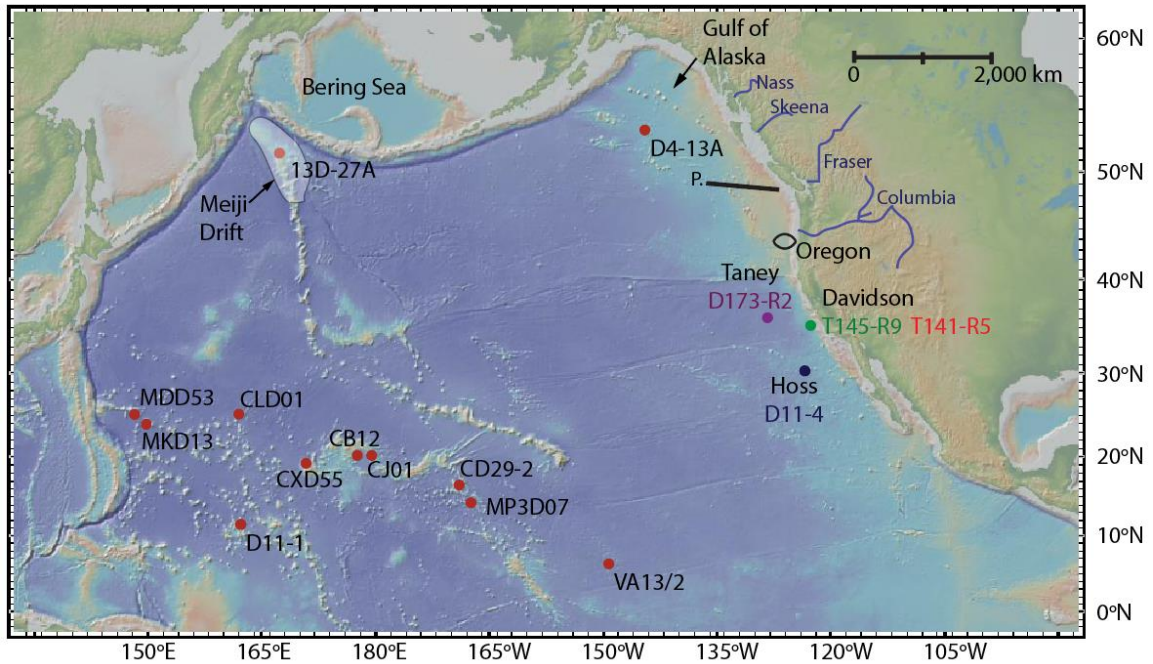 Gulf of
Alaska
0
2,000 km
60°N
Bering Sea
Nass
Skeena
D4-13A
13D-27A
Fraser
50°N
P.
Meiji
Drift
Columbia
Oregon
40°N
Taney
D173-R2
Davidson
T145-R9 T141-R5
30°N
Hoss
D11-4
MDD53
CLD01
MKD13
CB12
CJ01
CXD55
20°N
CD29-2
MP3D07
D11-1
10°N
VA13/2
0°N
150°E 165°E 180°E 165°W 150°W 135°W 120°W 105°W